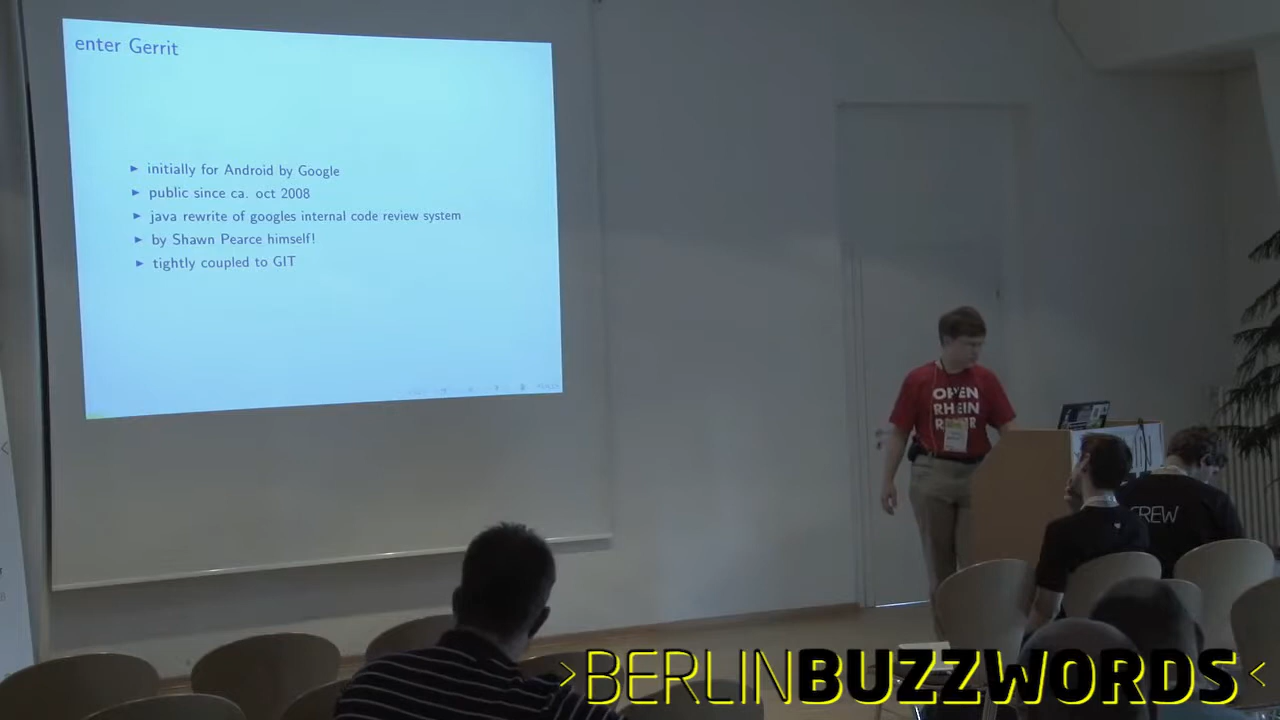 enter Gerrit
► initially for Android by Google
► public since ca. oct 2008
► java rewrite of googles internal code review system
► by Shawn Pearce himself!
► tightly coupled to GIT
OPEN
RHEIN
CREW
>BERLINBUZZWORDS<